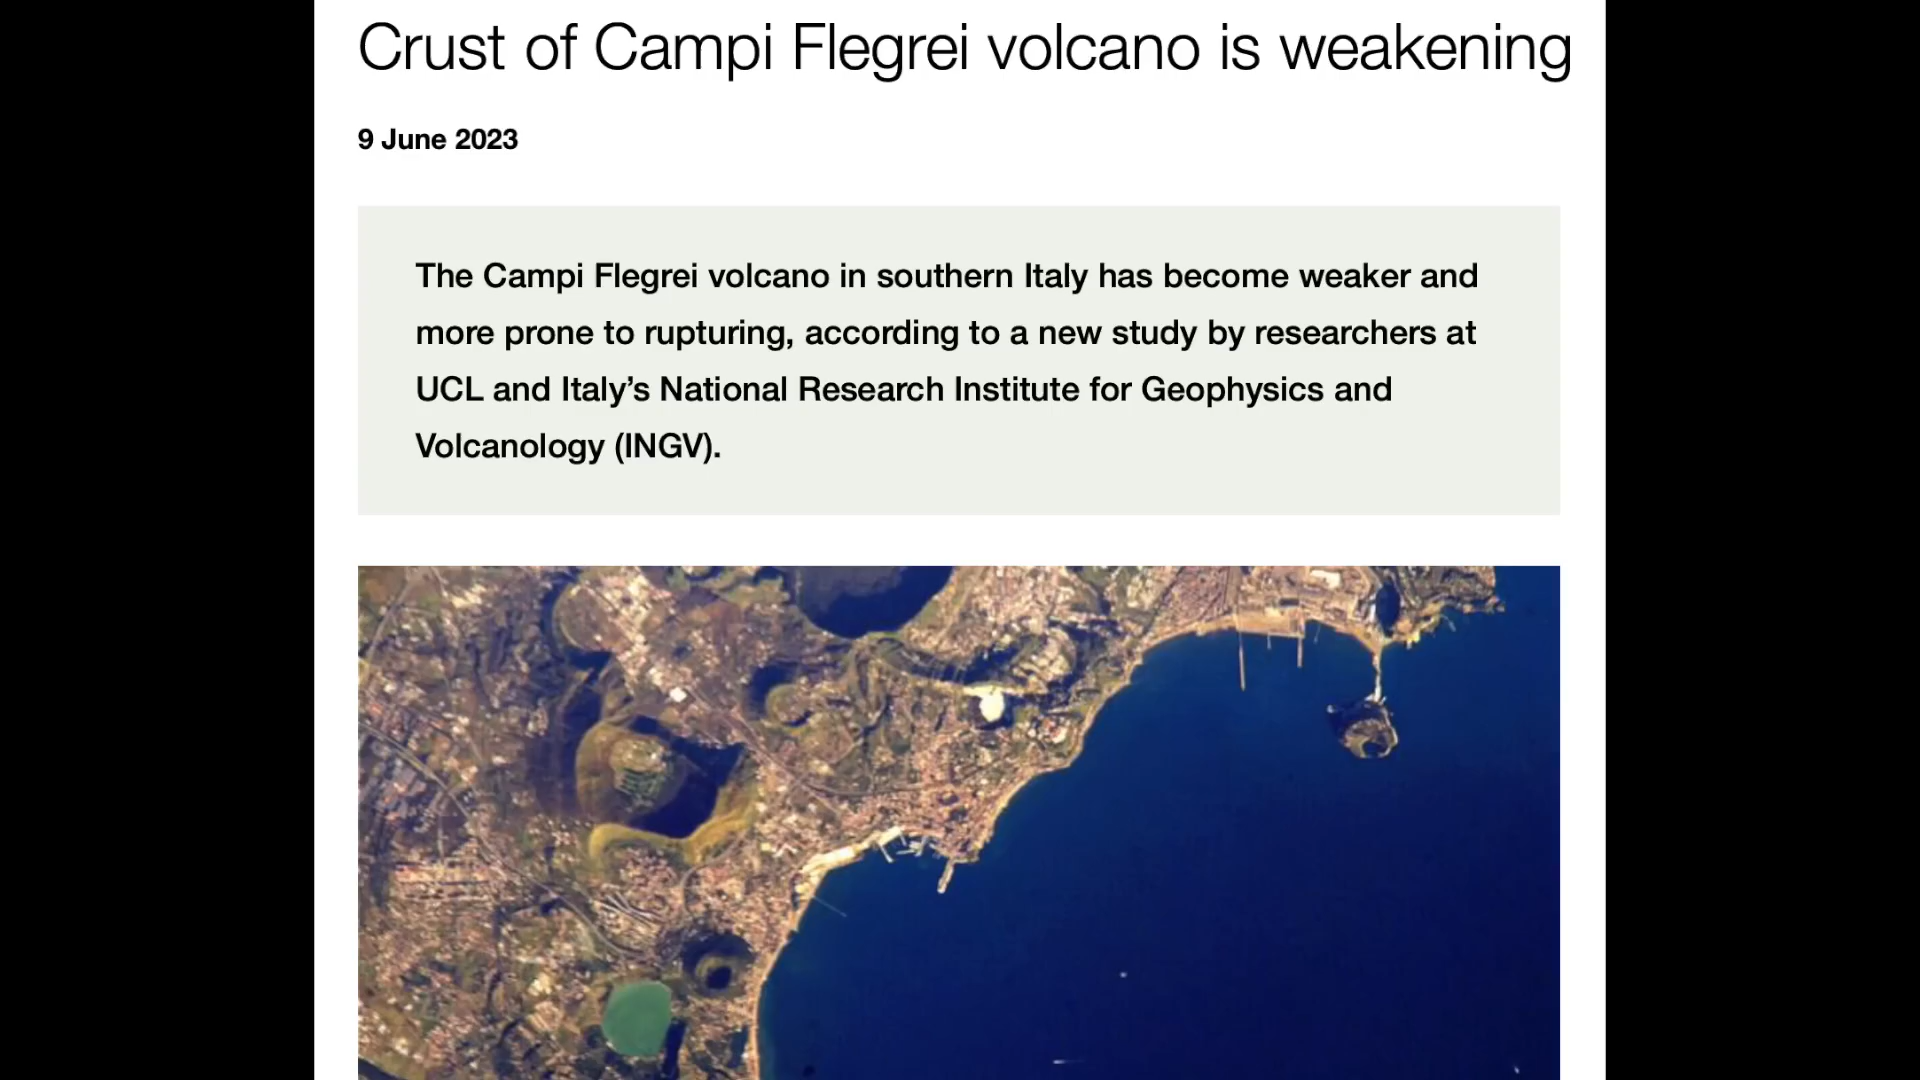 Crust of Campi Flegrei volcano is weakening
9 June 2023
The Campi Flegrei volcano in southern Italy has become weaker and
more prone to rupturing, according to a new study by researchers at
UCL and Italy’s National Research Institute for Geophysics and
Volcanology (INGV).